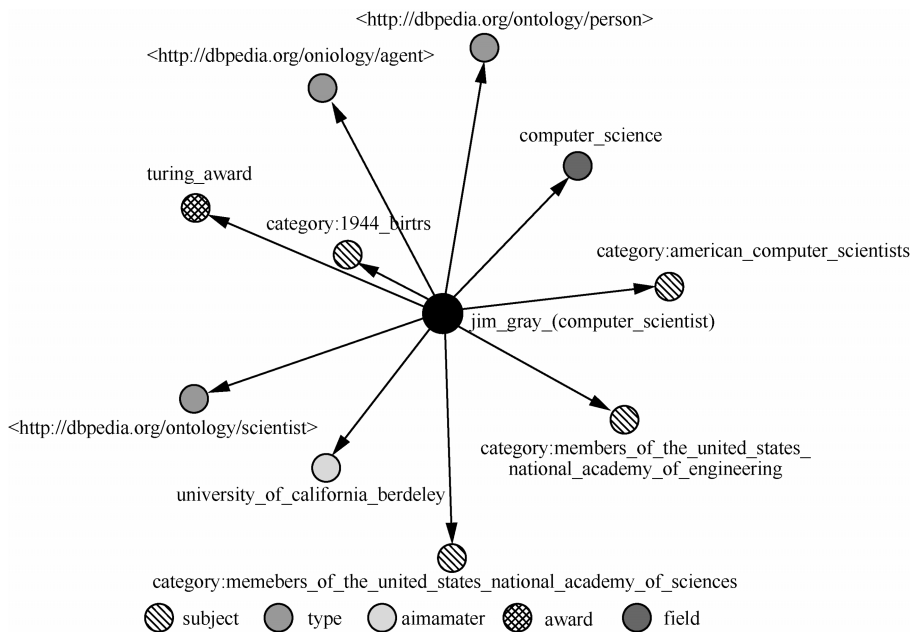 <http://dbpedia.org/ontology/person>
<http://dbpedia.org/oniology/agent>
computer_science
turing_award
category:1944_birtrs
category:american_computer_scientists
jim_gray_(computer_scientist)
<http://dbpedia.org/ontology/scientist>
category:members_of_the_united_states_
national_academy_of_engineering
university_of_california_berdeley
category:memebers_of_the_united_states_national_academy_of_sciences
subject type aimamater award field